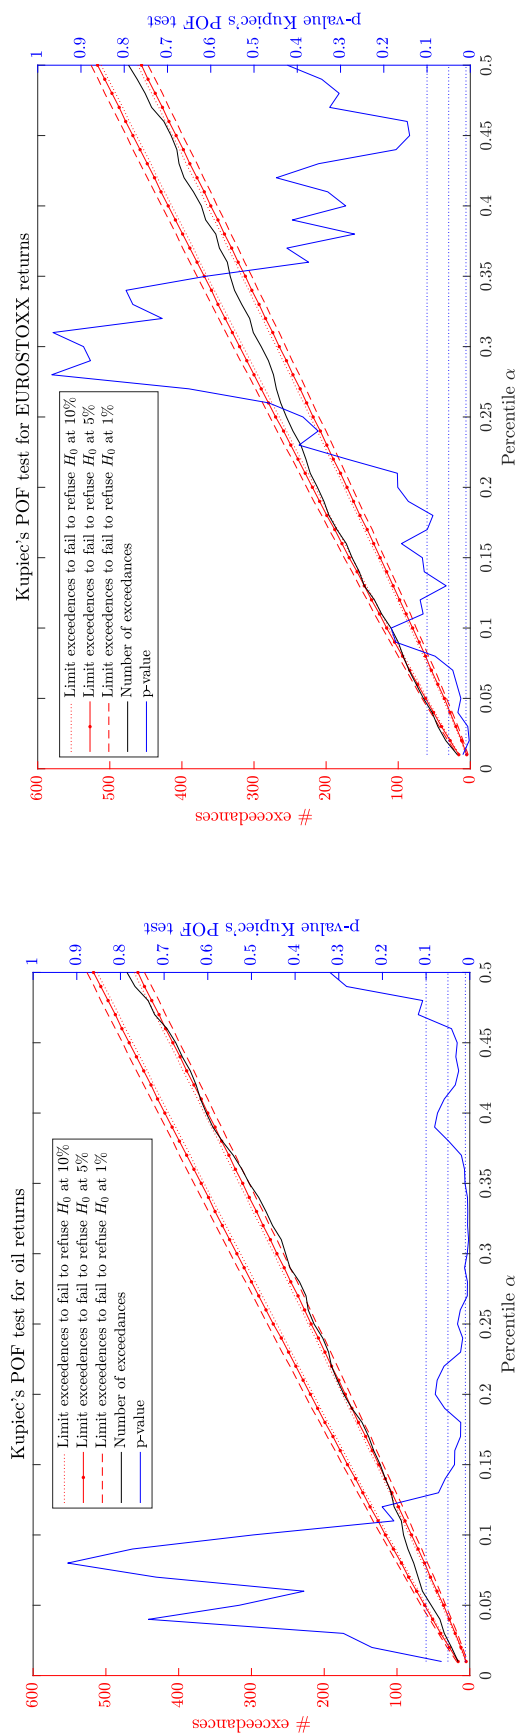 Kupiec's POF test for oil returns
Limit exceedences to fail to refuse H0 at 10%
Limit exceedences to fail to refuse H0 at 5%
Limit exceedences to fail to refuse H0 at 1%
Number of exceedances
p-value
# exceedances
0 100 200 300 400 500 600
0 0.05 0.1 0.15 0.2 0.25 0.3 0.35 0.4 0.45 0.5
Percentile α
0 0.1 0.2 0.3 0.4 0.5 0.6 0.7 0.8 0.9 1
p-value Kupiec's POF test
Kupiec's POF test for EUROSTOXX returns
Limit exceedences to fail to refuse H0 at 10%
Limit exceedences to fail to refuse H0 at 5%
Limit exceedences to fail to refuse H0 at 1%
Number of exceedances
p-value
# exceedances
0 100 200 300 400 500 600
0 0.05 0.1 0.15 0.2 0.25 0.3 0.35 0.4 0.45 0.5
Percentile α
0 0.1 0.2 0.3 0.4 0.5 0.6 0.7 0.8 0.9 1
p-value Kupiec's POF test